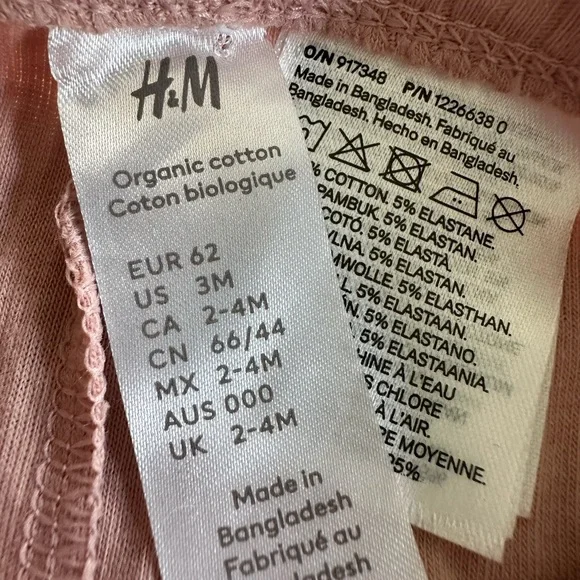 H&M
Organic cotton
Coton biologique
EUR 62
US 3M
CA 2-4M
CN 66/44
MX 2-4M
AUS 000
UK 2-4M
Made in
Bangladesh
Fabriqué au
O/N 917348 P/N 1226638 0
Made in Bangladesh. Fabriqué au
Bangladesh. Hecho en Bangladesh.
% COTTON. 5% ELASTANE.
PAMBUK. 5% ELASTAN.
COTÓ. 5% ELASTÀ
5% ELASTAN.
5% ELASTHAN.
5% ELASTAAN.
5% ELASTAN.
5% ELASTANO.
5% ELASTAANIA.
À L'EAU
CHLORE
À L'AIR.
MOYENNE.